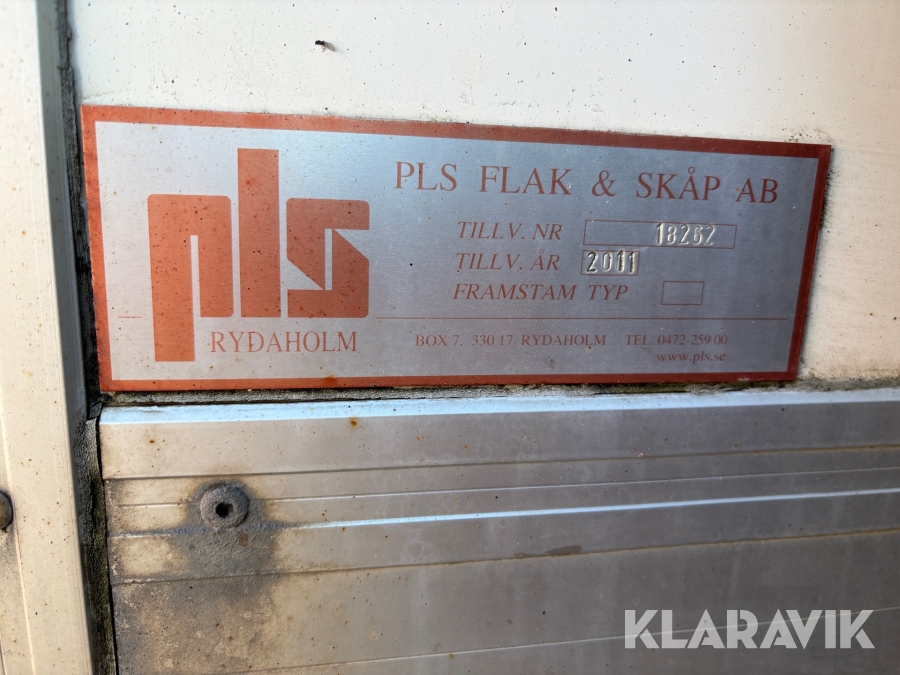 pls
RYDAHOLM
PLS FLAK & SKÅP AB
TILLV. NR 18262
TILLV. ÅR 2011
FRAMSTAM TYP
BOX 7, 330 17 RYDAHOLM TEL. 0472-259 00
www.pls.se
KLARAVIK